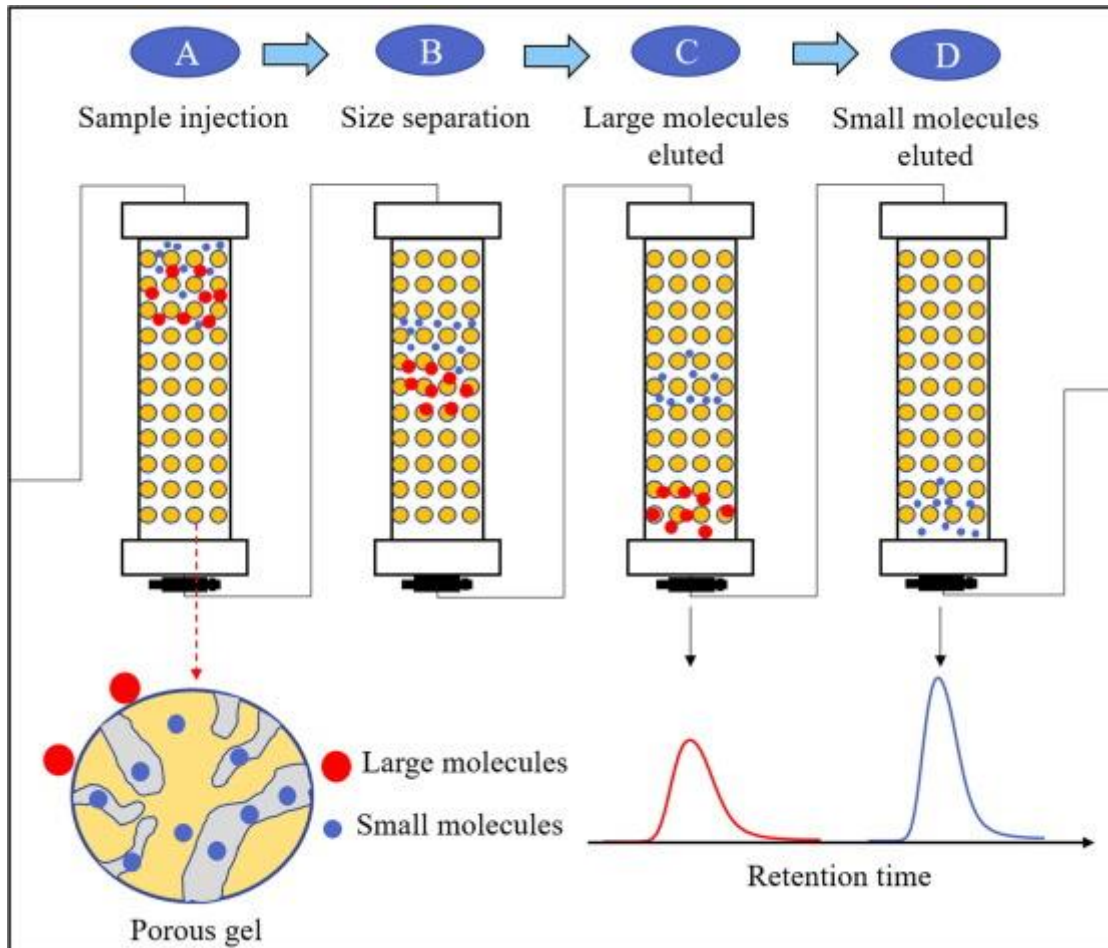 A
B
C
D
Sample injection
Size separation
Large molecules
eluted
Small molecules
eluted
Large molecules
Small molecules
Porous gel
Retention time